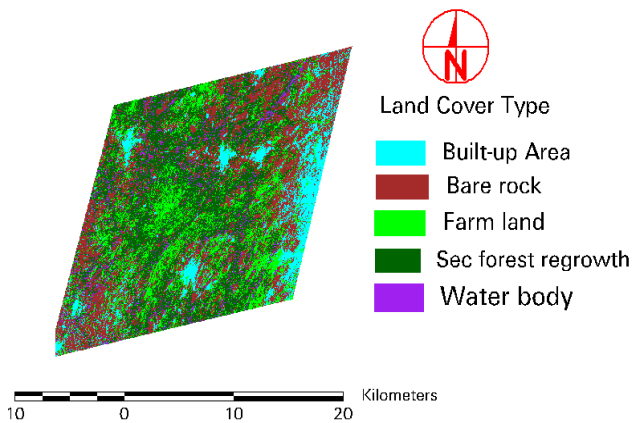 N
Land Cover Type
Built-up Area
Bare rock
Farm land
Sec forest regrowth
Water body
Kilometers
10 0 10 20